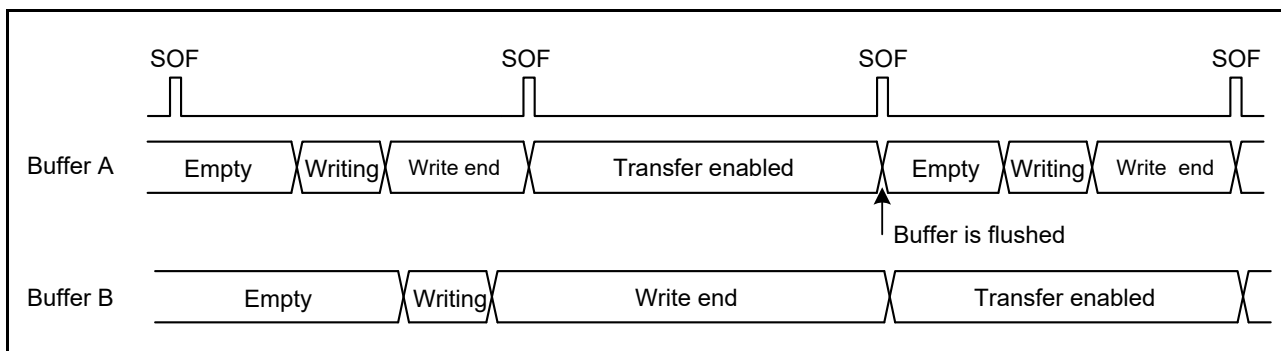 SOF SOF SOF SOF
Buffer A Empty Writing Write end Transfer enabled Empty Writing Write end
Buffer is flushed
Buffer B Empty Writing Write end Transfer enabled